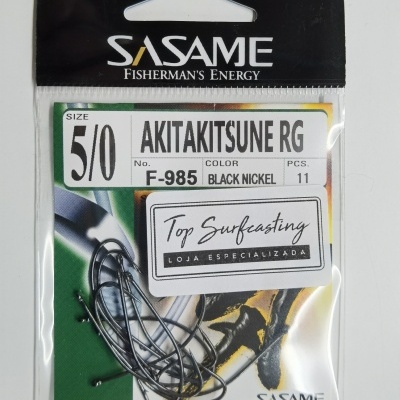 SASAME
FISHERMAN'S ENERGY
SIZE
5/0
AKITAKITSUNE RG
No. COLOR PCS.
F-985 BLACK NICKEL 11
Top Surfcasting
LOJA ESPECIALIZADA
SASAME